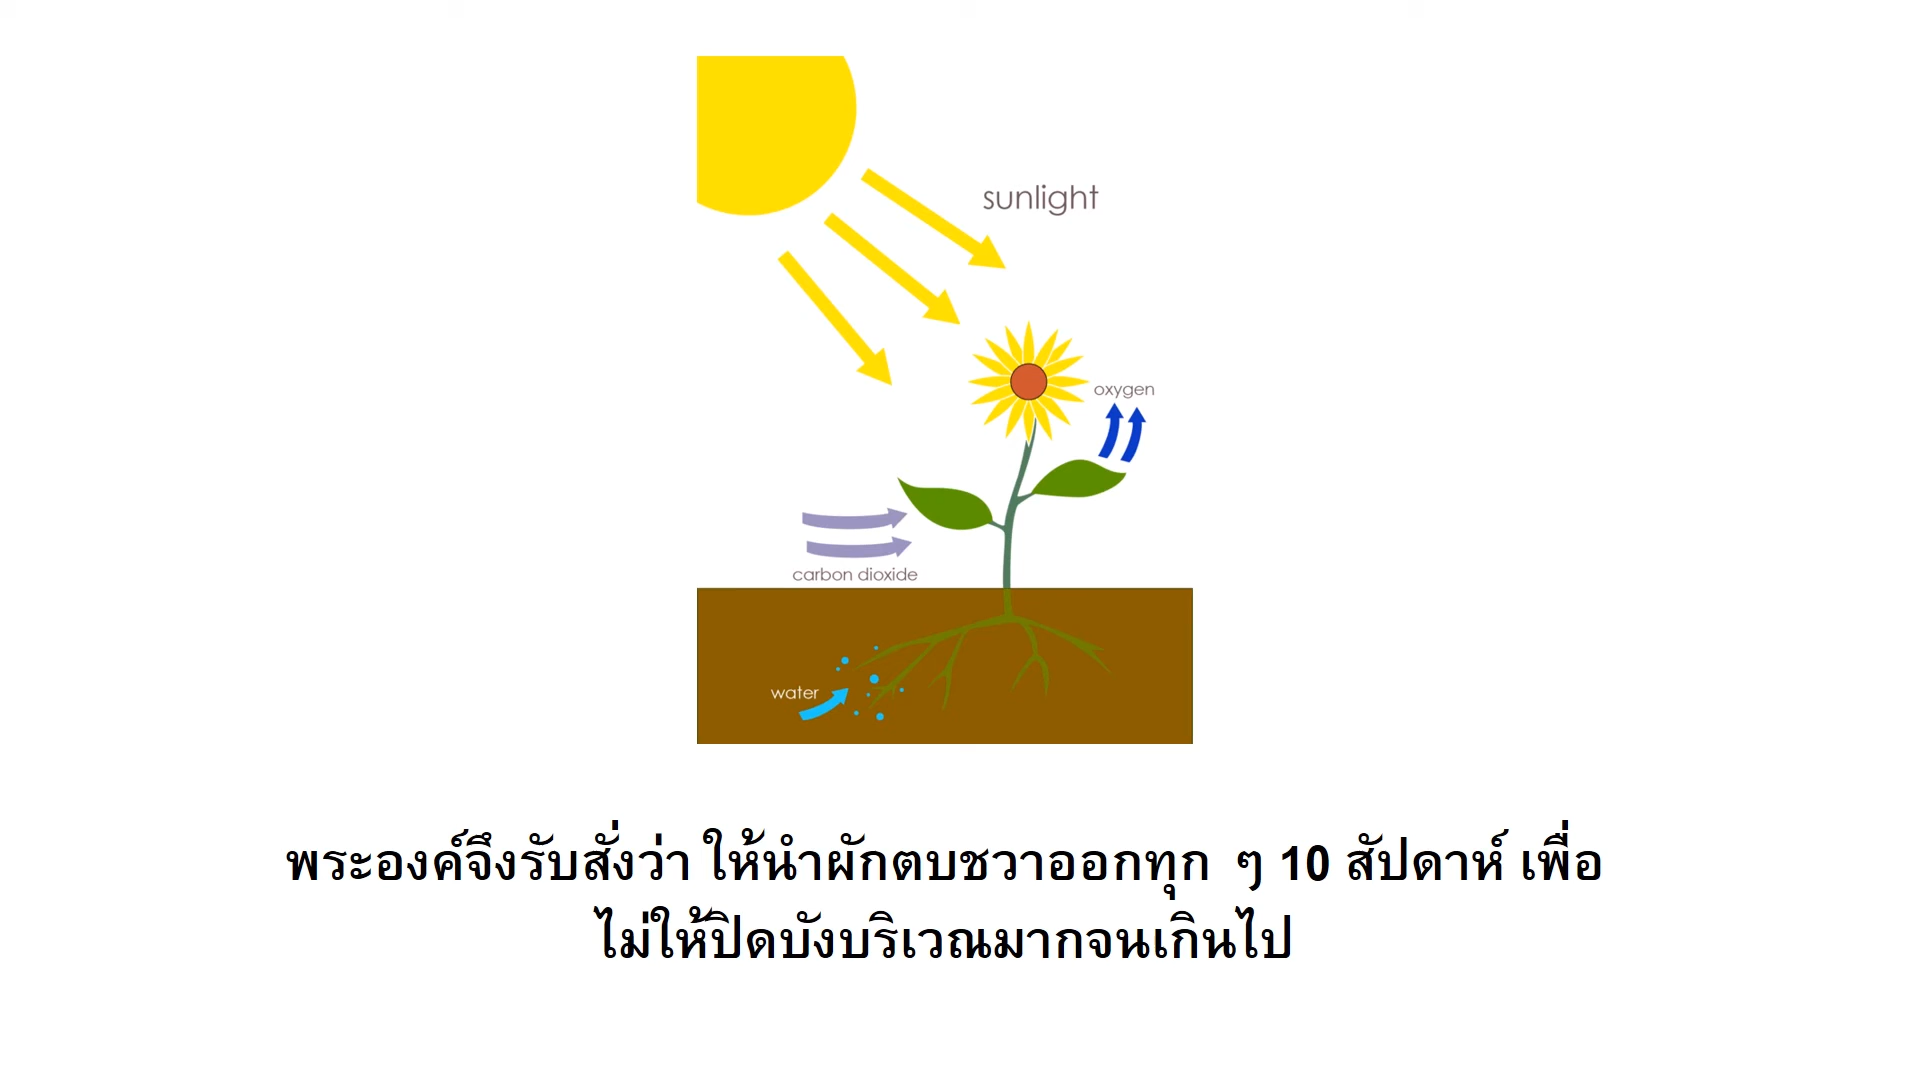 sunlight
oxygen
carbon dioxide
water
พระองค์จึงรับสั่งว่า ให้นำผักตบชวาออกทุก ๆ 10 สัปดาห์ เพื่อ
ไม่ให้ปิดบังบริเวณมากจนเกินไป